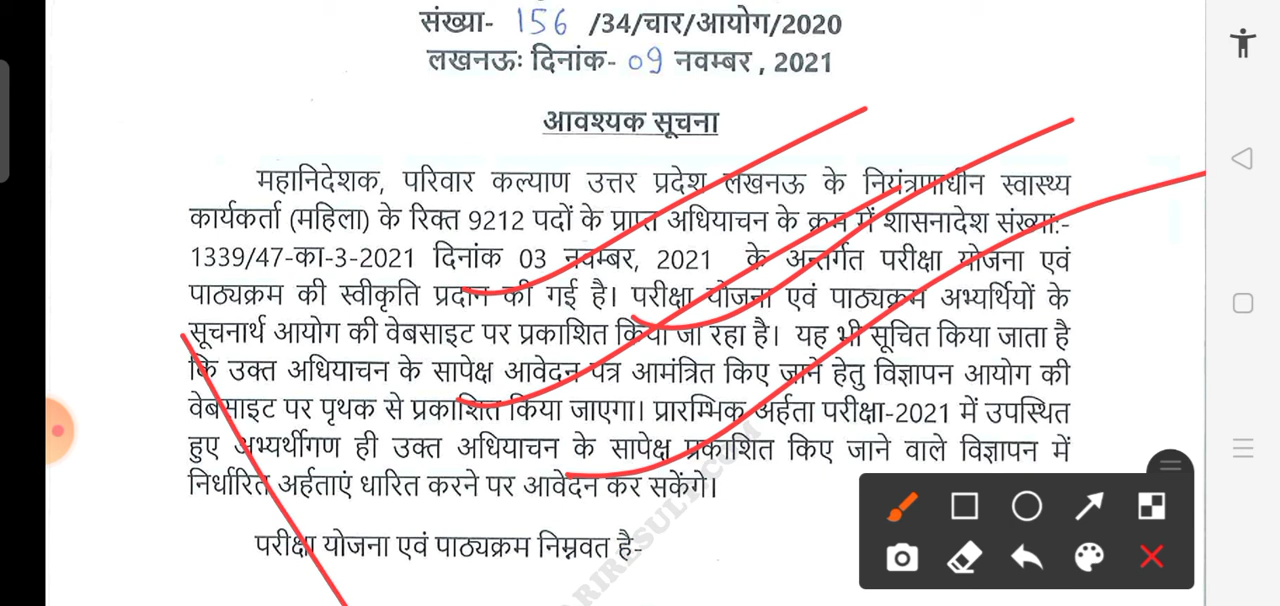 संख्या- 156 /34/चार/आयोग/2020
लखनऊः दिनांक- 09 नवम्बर , 2021
आवश्यक सूचना
महानिदेशक, परिवार कल्याण उत्तर प्रदेश लखनऊ के नियंत्रणाधीन स्वास्थ्य
कार्यकर्ता (महिला) के रिक्त 9212 पदों के प्राप्त अधियाचन के क्रम में शासनादेश संख्या:-
1339/47-का-3-2021 दिनांक 03 नवम्बर, 2021 के अन्तर्गत परीक्षा योजना एवं
पाठ्यक्रम की स्वीकृति प्रदान की गई है। परीक्षा योजना एवं पाठ्यक्रम अभ्यर्थियों के
सूचनार्थ आयोग की वेबसाइट पर प्रकाशित किया जा रहा है। यह भी सूचित किया जाता है
कि उक्त अधियाचन के सापेक्ष आवेदन पत्र आमंत्रित किए जाने हेतु विज्ञापन आयोग की
वेबसाइट पर पृथक से प्रकाशित किया जाएगा। प्रारम्भिक अर्हता परीक्षा-2021 में उपस्थित
हुए अभ्यर्थीगण ही उक्त अधियाचन के सापेक्ष प्रकाशित किए जाने वाले विज्ञापन में
निर्धारित अर्हताएं धारित करने पर आवेदन कर सकेंगे।
परीक्षा योजना एवं पाठ्यक्रम निम्नवत है-